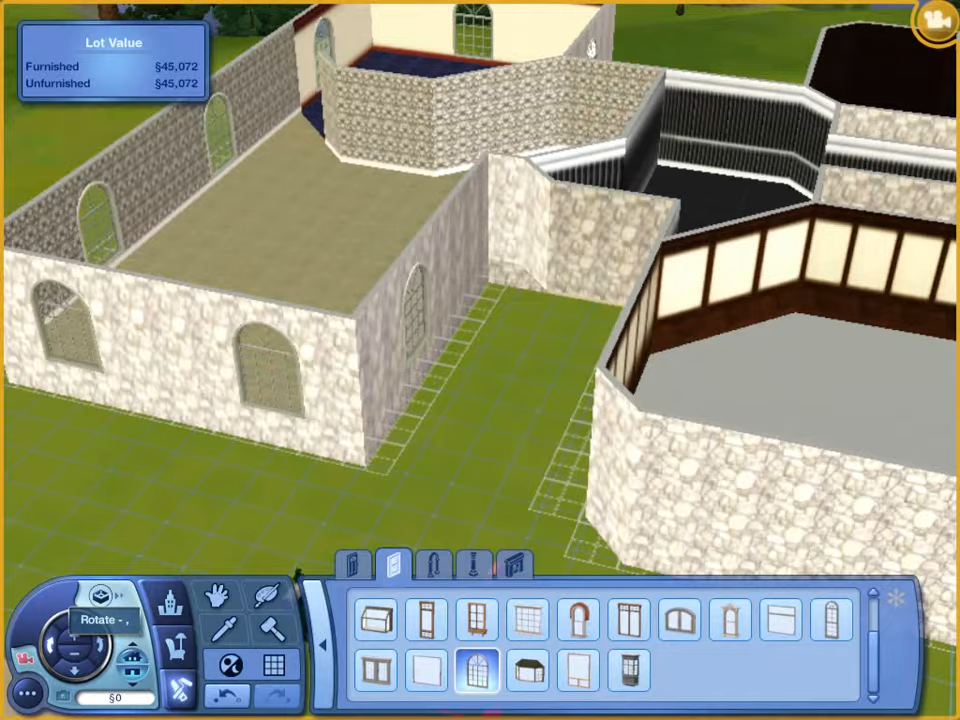 Lot Value
Furnished §45,072
Unfurnished §45,072
Rotate - ,
§0